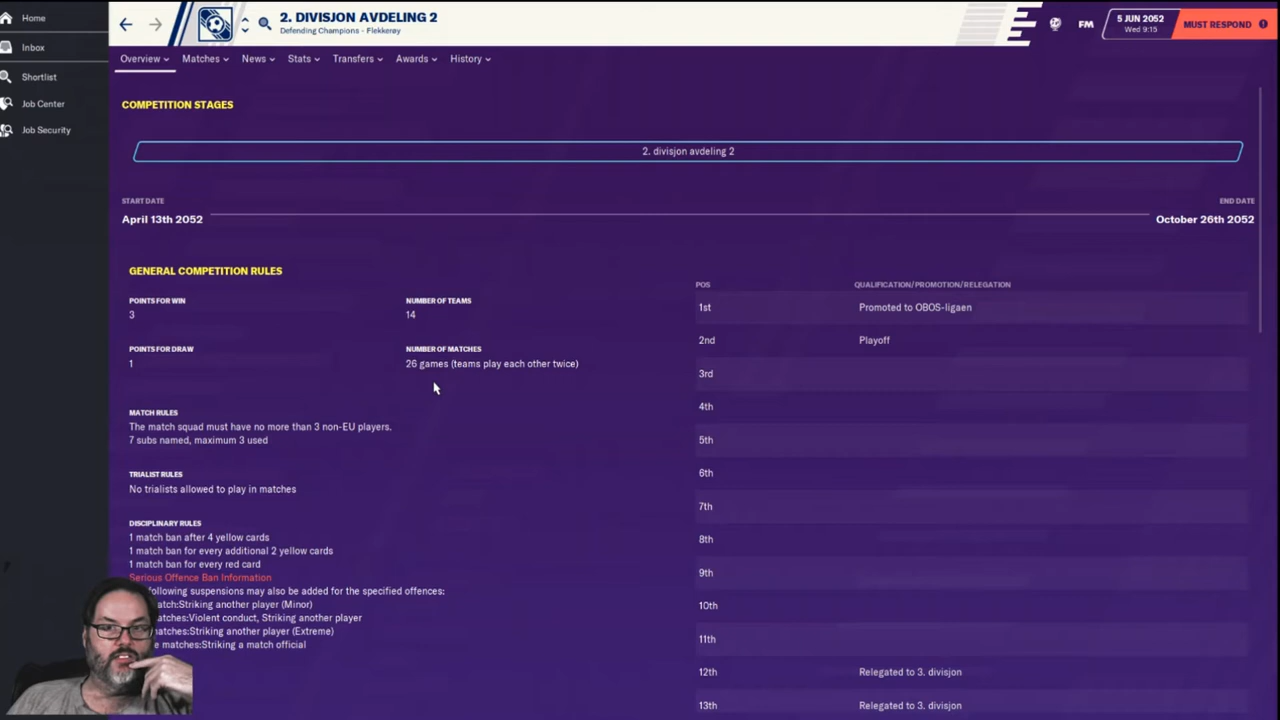 Home
Inbox
Shortlist
Job Center
Job Security
2. DIVISJON AVDELING 2
Defending Champions - Flekkerøy
FM
5 JUN 2052
Wed 9:15
MUST RESPOND
Overview
Matches
News
Stats
Transfers
Awards
History
COMPETITION STAGES
2. divisjon avdeling 2
START DATE
April 13th 2052
END DATE
October 26th 2052
GENERAL COMPETITION RULES
POINTS FOR WIN
3
NUMBER OF TEAMS
14
POINTS FOR DRAW
1
NUMBER OF MATCHES
26 games (teams play each other twice)
MATCH RULES
The match squad must have no more than 3 non-EU players.
7 subs named, maximum 3 used
TRIALIST RULES
No trialists allowed to play in matches
DISCIPLINARY RULES
1 match ban after 4 yellow cards
1 match ban for every additional 2 yellow cards
1 match ban for every red card
Serious Offence Ban Information
following suspensions may also be added for the specified offences:
atch:Striking another player (Minor)
atches:Violent conduct, Striking another player
atches:Striking another player (Extreme)
e matches:Striking a match official
POS QUALIFICATION/PROMOTION/RELEGATION
1st Promoted to OBOS-ligaen
2nd Playoff
3rd
4th
5th
6th
7th
8th
9th
10th
11th
12th Relegated to 3. divisjon
13th Relegated to 3. divisjon